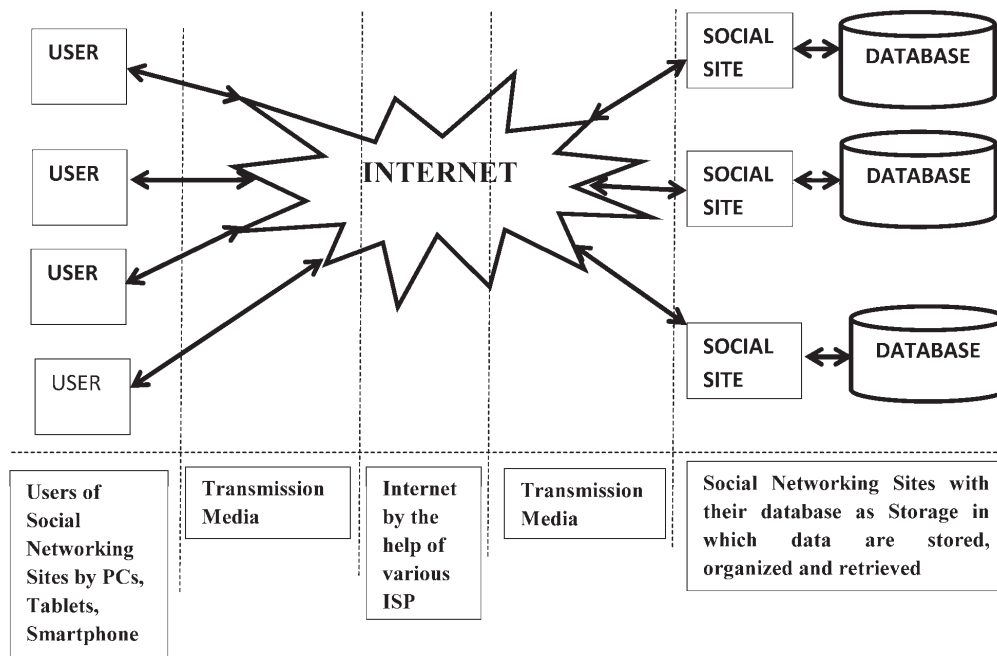 USER
USER
USER
USER
INTERNET
SOCIAL
SITE
DATABASE
SOCIAL
SITE
DATABASE
SOCIAL
SITE
DATABASE
Users of
Social
Networking
Sites by PCs,
Tablets,
Smartphone
Transmission
Media
Internet
by the
help of
various
ISP
Transmission
Media
Social Networking Sites with
their database as Storage in
which data are stored,
organized and retrieved